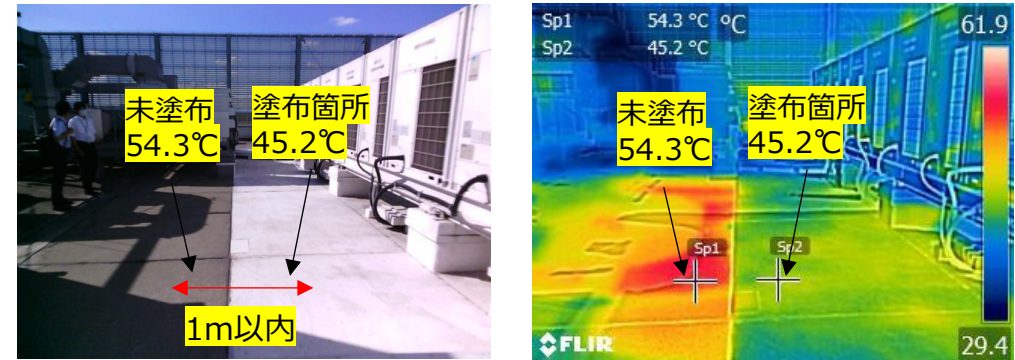 未塗布
54.3℃
塗布箇所
45.2℃
1m以内
Sp1 54.3 °C °C
Sp2 45.2 °C
61.9
未塗布
54.3℃
塗布箇所
45.2℃
Sp1
Sp2
FLIR
29.4